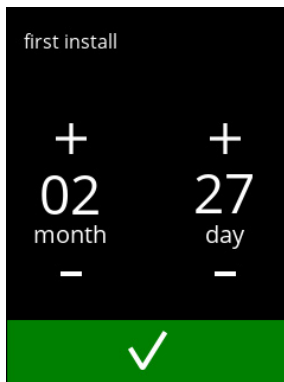 first install
+ +
02 27
month day
- -